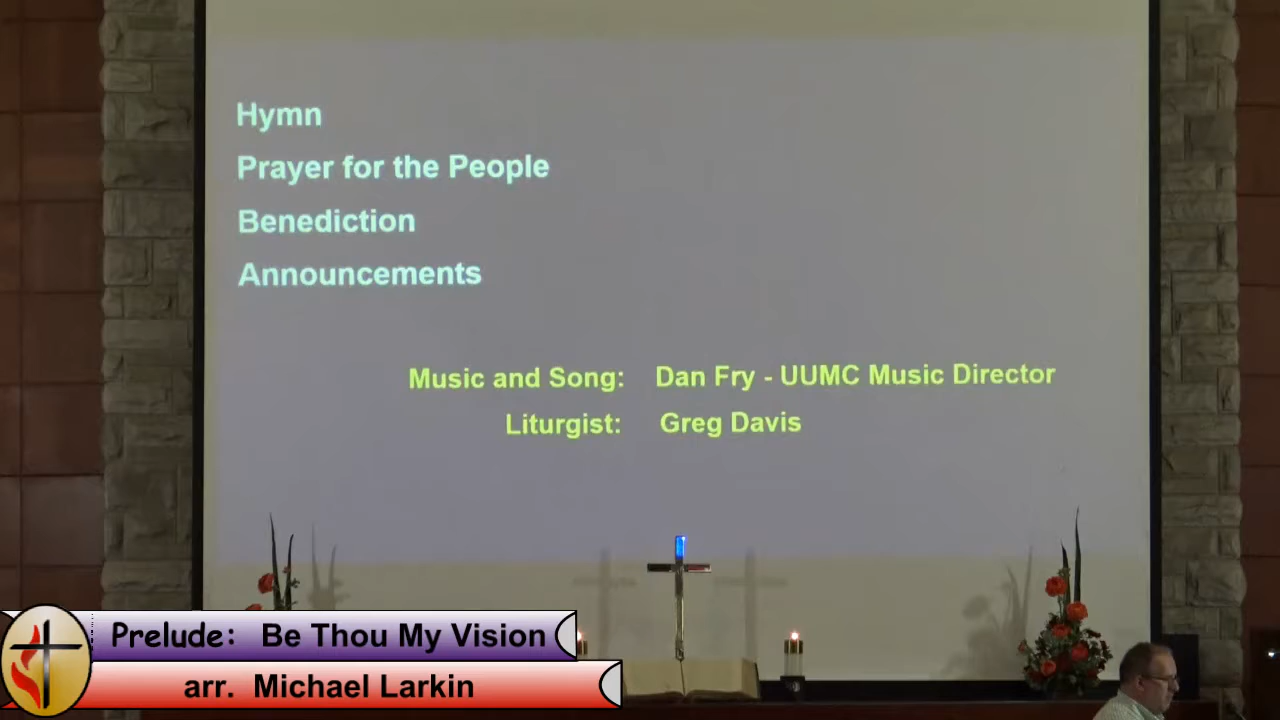 Hymn
Prayer for the People
Benediction
Announcements
Music and Song: Dan Fry - UUMC Music Director
Liturgist: Greg Davis
Prelude: Be Thou My Vision
arr. Michael Larkin